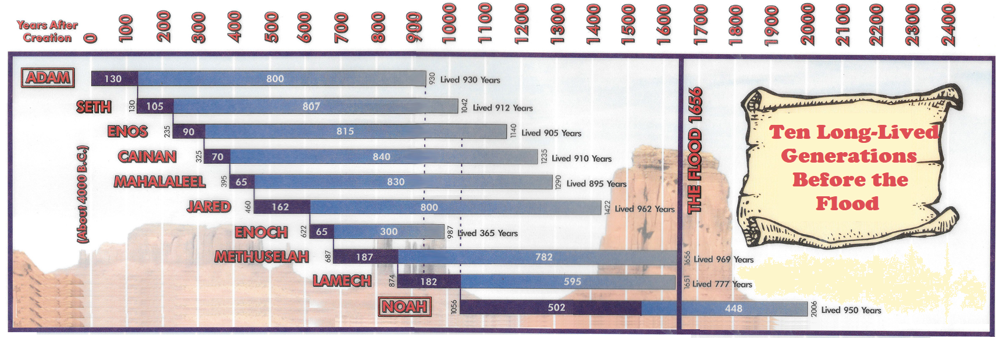 Years After
Creation
0 100 200 300 400 500 600 700 800 900 1000 1100 1200 1300 1400 1500 1600 1700 1800 1900 2000 2100 2200 2300 2400
ADAM 130 800 930 Lived 930 Years
SETH 130 105 807 1042 Lived 912 Years
ENOS 235 90 815 1140 Lived 905 Years
CAINAN 325 70 840 1235 Lived 910 Years
MAHALALEEL 395 65 830 1290 Lived 895 Years
JARED 460 162 800 1422 Lived 962 Years
ENOCH 622 65 300 987 Lived 365 Years
METHUSELAH 687 187 782 1656 Lived 969 Years
LAMECH 874 182 595 1651 Lived 777 Years
NOAH 1056 502 448 2006 Lived 950 Years
(About 4000 B.C.)
THE FLOOD 1656
Ten Long-Lived
Generations
Before the
Flood